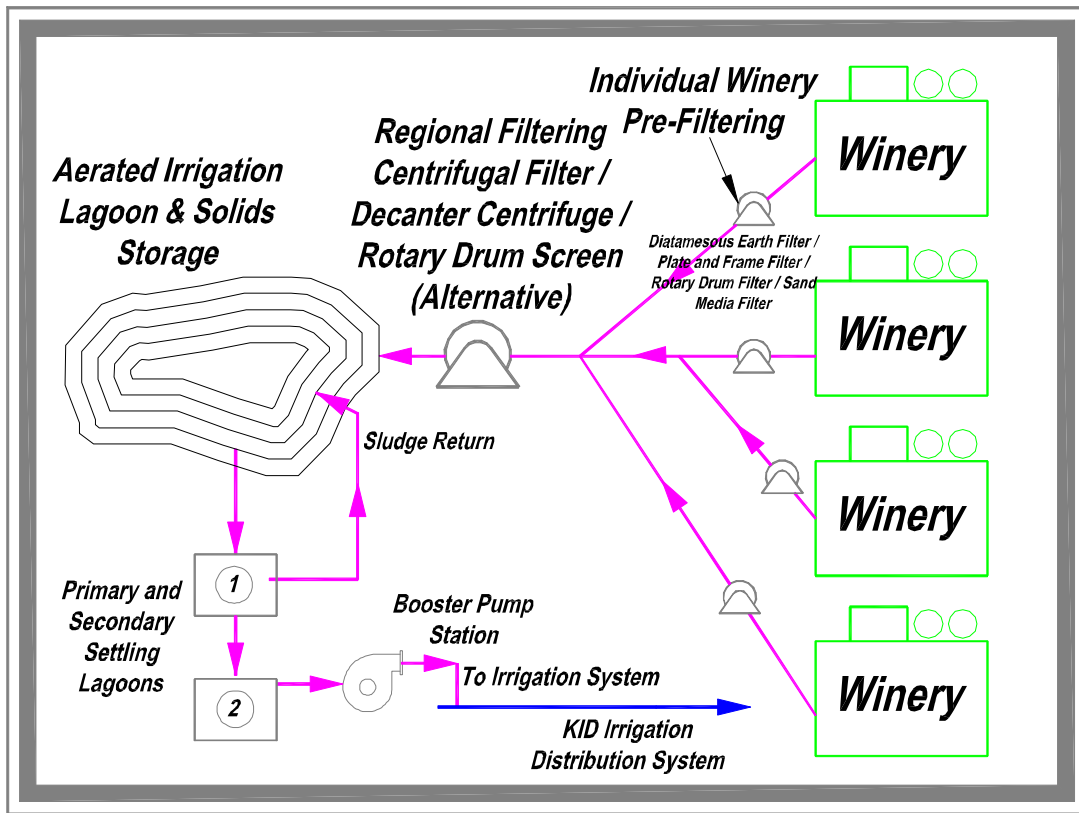 Individual Winery
Pre-Filtering
Regional Filtering
Centrifugal Filter /
Decanter Centrifuge /
Rotary Drum Screen
(Alternative)
Aerated Irrigation
Lagoon & Solids
Storage
Winery
Diatamesous Earth Filter /
Plate and Frame Filter /
Rotary Drum Filter / Sand
Media Filter
Winery
Sludge Return
Winery
1
Primary and
Secondary
Settling
Lagoons
2
Booster Pump
Station
To Irrigation System
KID Irrigation
Distribution System
Winery